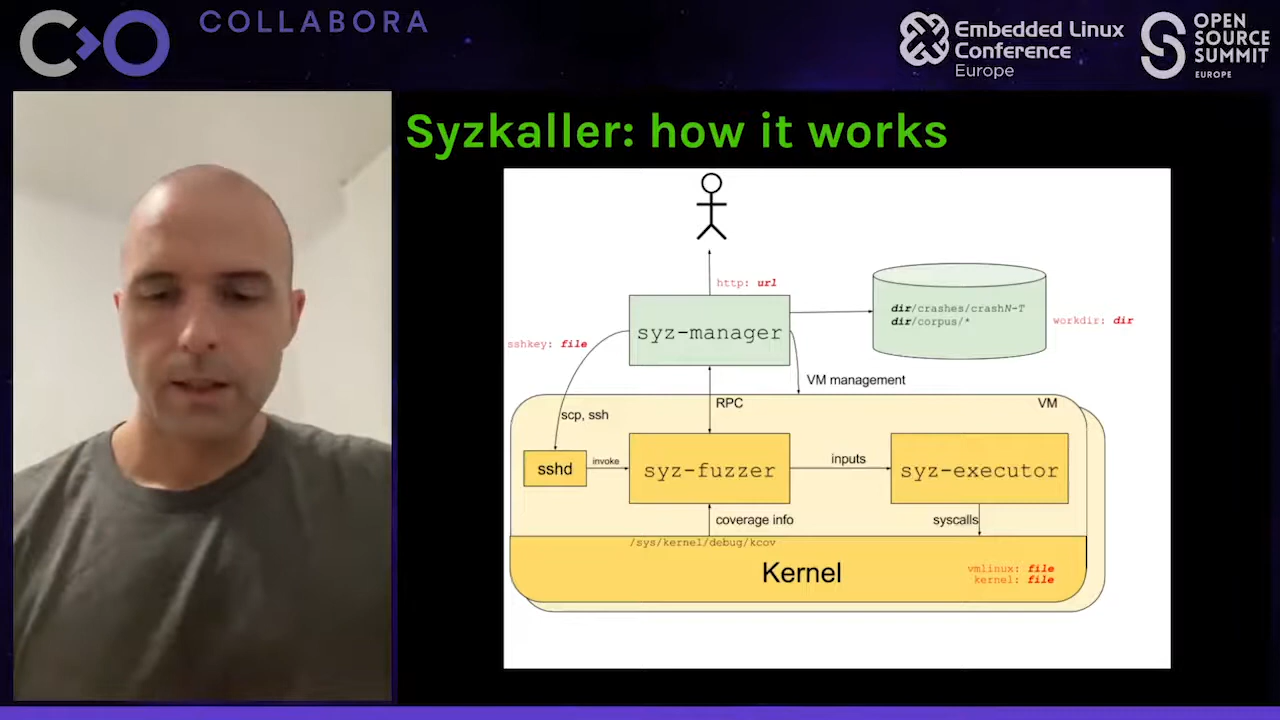 COLLABORA
Embedded Linux
Conference
Europe
OPEN
SOURCE
SUMMIT
EUROPE
Syzkaller: how it works
http: url
syz-manager
dir/crashes/crashN-T
dir/corpus/*
workdir: dir
sshkey: file
VM management
scp, ssh
RPC
VM
sshd
invoke
syz-fuzzer
inputs
syz-executor
coverage info
syscalls
/sys/kernel/debug/kcov
Kernel
vmlinux: file
kernel: file